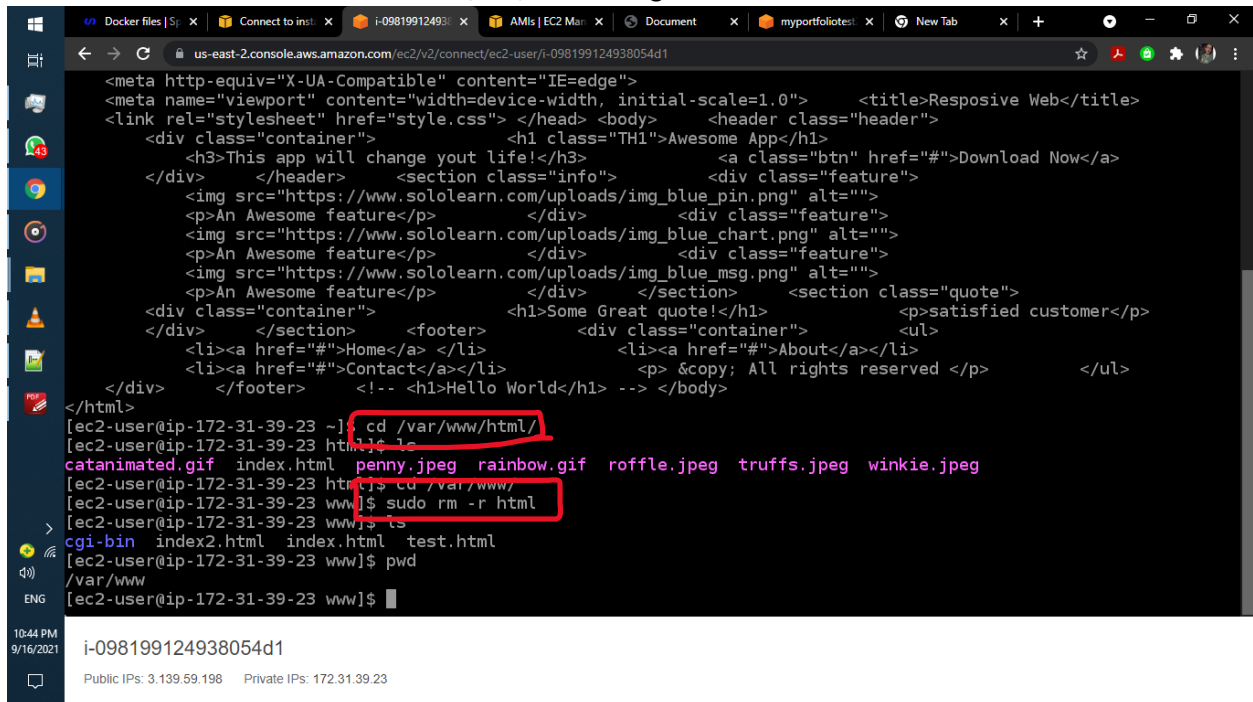 Docker files | Sp
Connect to inst
i-09819912493
AMIs | EC2 Man
Document
myportfoliotest.
New Tab
us-east-2.console.aws.amazon.com/ec2/v2/connect/ec2-user/i-098199124938054d1
<meta http-equiv="X-UA-Compatible" content="IE=edge">
<meta name="viewport" content="width=device-width, initial-scale=1.0"> <title>Resposive Web</title>
<link rel="stylesheet" href="style.css"> </head> <body> <header class="header">
<div class="container"> <h1 class="TH1">Awesome App</h1>
<h3>This app will change yout life!</h3> <a class="btn" href="#">Download Now</a>
</div> </header> <section class="info"> <div class="feature">
<img src="https://www.sololearn.com/uploads/img_blue_pin.png" alt="">
<p>An Awesome feature</p> </div> <div class="feature">
<img src="https://www.sololearn.com/uploads/img_blue_chart.png" alt="">
<p>An Awesome feature</p> </div> <div class="feature">
<img src="https://www.sololearn.com/uploads/img_blue_msg.png" alt="">
<p>An Awesome feature</p> </div> </section> <section class="quote">
<div class="container"> <h1>Some Great quote!</h1> <p>satisfied customer</p>
</div> </section> <footer> <div class="container"> <ul>
<li><a href="#">Home</a> </li> <li><a href="#">About</a></li>
<li><a href="#">Contact</a></li> <p> &copy; All rights reserved </p> </ul>
</div> </footer> <!-- <h1>Hello World</h1> --> </body>
</html>
[ec2-user@ip-172-31-39-23 ~]$ cd /var/www/html/
[ec2-user@ip-172-31-39-23 html]$ ls
catanimated.gif index.html penny.jpeg rainbow.gif roffle.jpeg truffs.jpeg winkie.jpeg
[ec2-user@ip-172-31-39-23 html]$ cd /var/www/
[ec2-user@ip-172-31-39-23 www]$ sudo rm -r html
[ec2-user@ip-172-31-39-23 www]$ ls
cgi-bin index2.html index.html test.html
[ec2-user@ip-172-31-39-23 www]$ pwd
/var/www
[ec2-user@ip-172-31-39-23 www]$
43
PDF
ENG
10:44 PM
9/16/2021
i-098199124938054d1
Public IPs: 3.139.59.198 Private IPs: 172.31.39.23